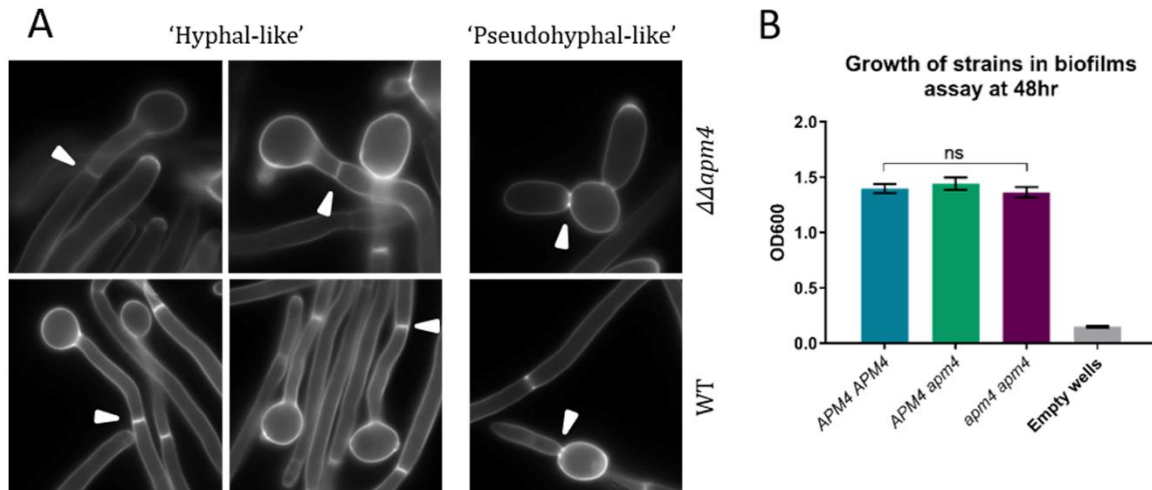 A
'Hyphal-like'
'Pseudohyphal-like'
ΔΔapm4
WT
B
Growth of strains in biofilms
assay at 48hr
OD600
2.0
1.5
1.0
0.5
0.0
ns
APM4 APM4
APM4 apm4
apm4 apm4
Empty wells